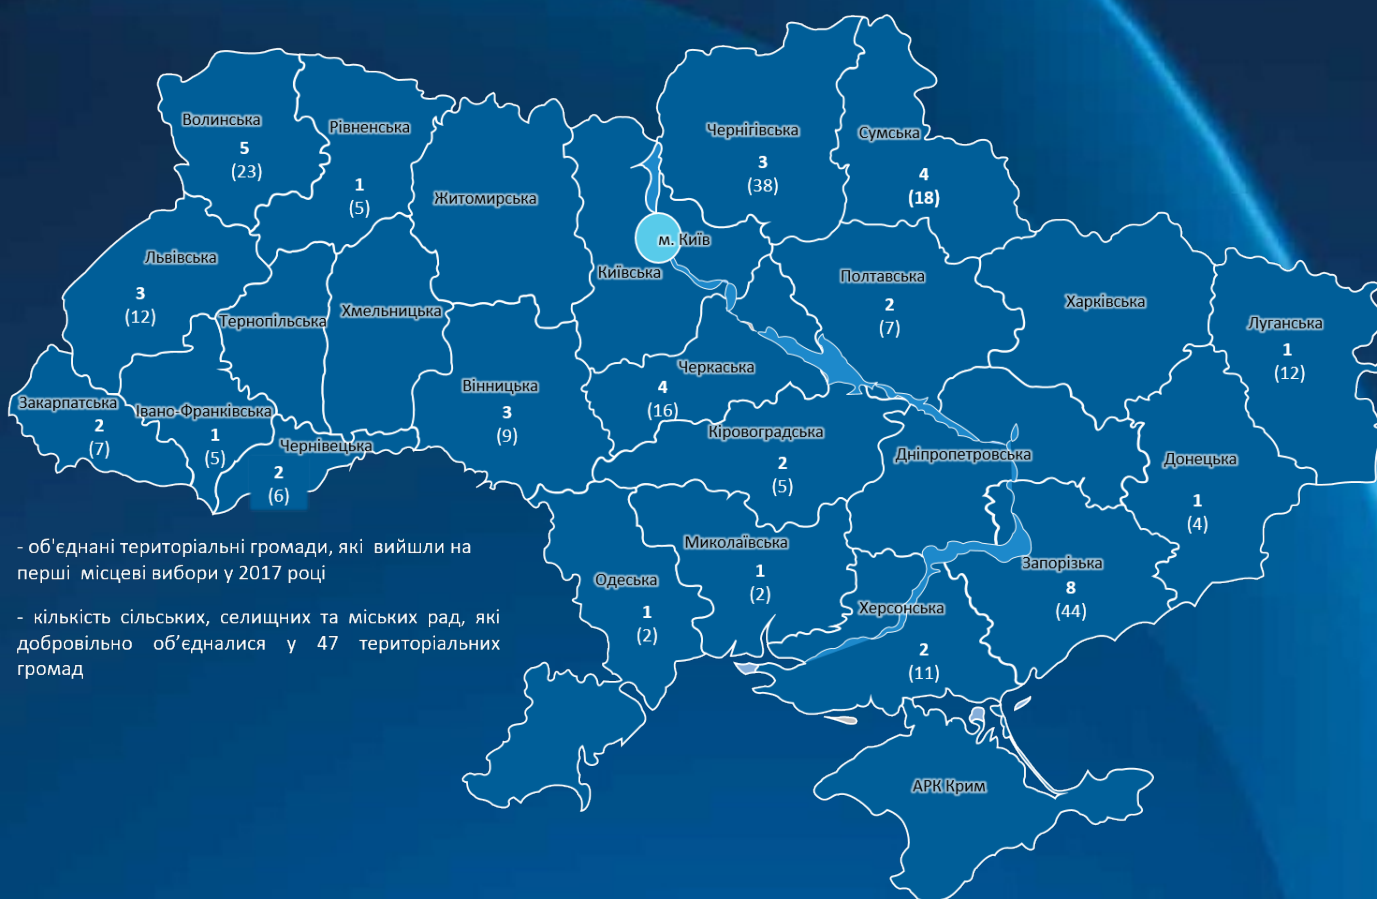 Волинська
5
(23)
Рівненська
1
(5)
Житомирська
Чернігівська
3
(38)
Сумська
4
(18)
м. Київ
Київська
Львівська
3
(12)
Тернопільська
Хмельницька
Полтавська
2
(7)
Харківська
Луганська
1
(12)
Закарпатська
2
(7)
Івано-Франківська
1
(5)
Чернівецька
2
(6)
Вінницька
3
(9)
Черкаська
4
(16)
Кіровоградська
2
(5)
Дніпропетровська
Донецька
1
(4)
Одеська
1
(2)
Миколаївська
1
(2)
Херсонська
2
(11)
Запорізька
8
(44)
АРК Крим
- об'єднані територіальні громади, які вийшли на
перші місцеві вибори у 2017 році
- кількість сільських, селищних та міських рад, які
добровільно об’єдналися у 47 територіальних
громад